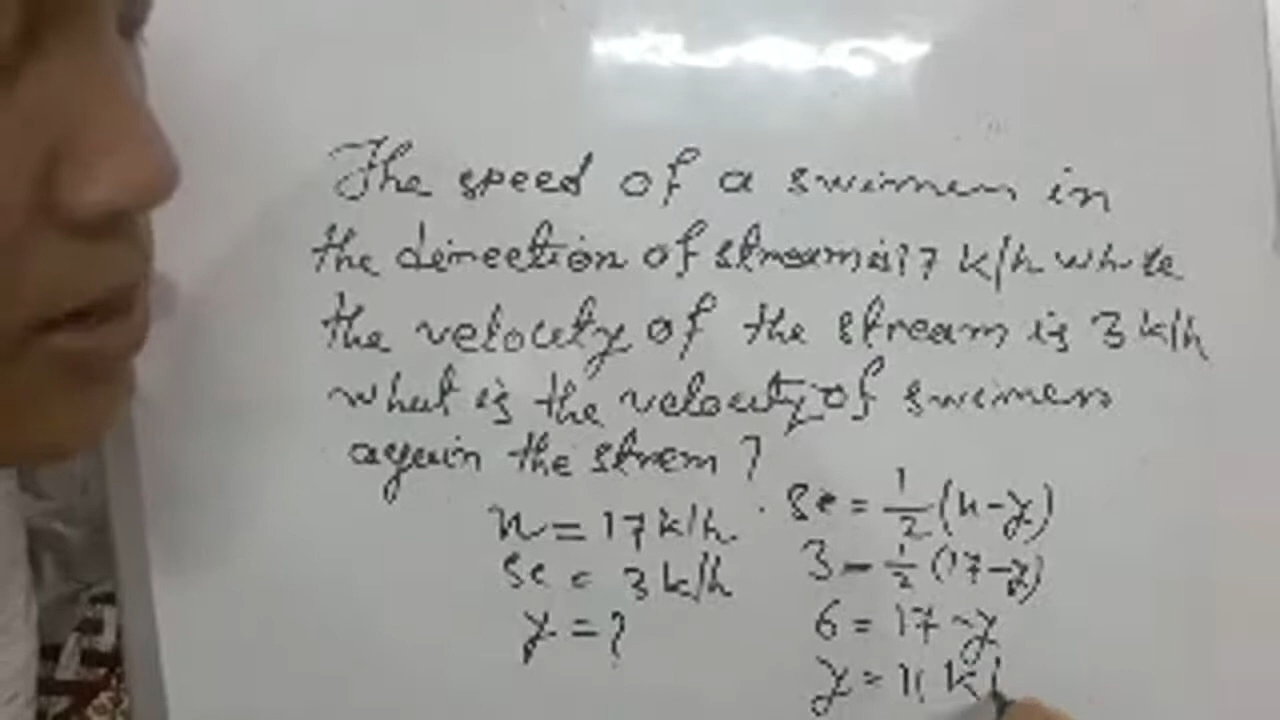 The speed of a swimmer in
the direction of stream is 17 k/h while
the velocity of the stream is 3 k/h
what is the velocity of swimmer
again the strem ?
x = 17 k/h
Sc = 3 k/h
y = ?
Sc = 1/2 (x-y)
3 = 1/2 (17-y)
6 = 17 - y
y = 11 k/